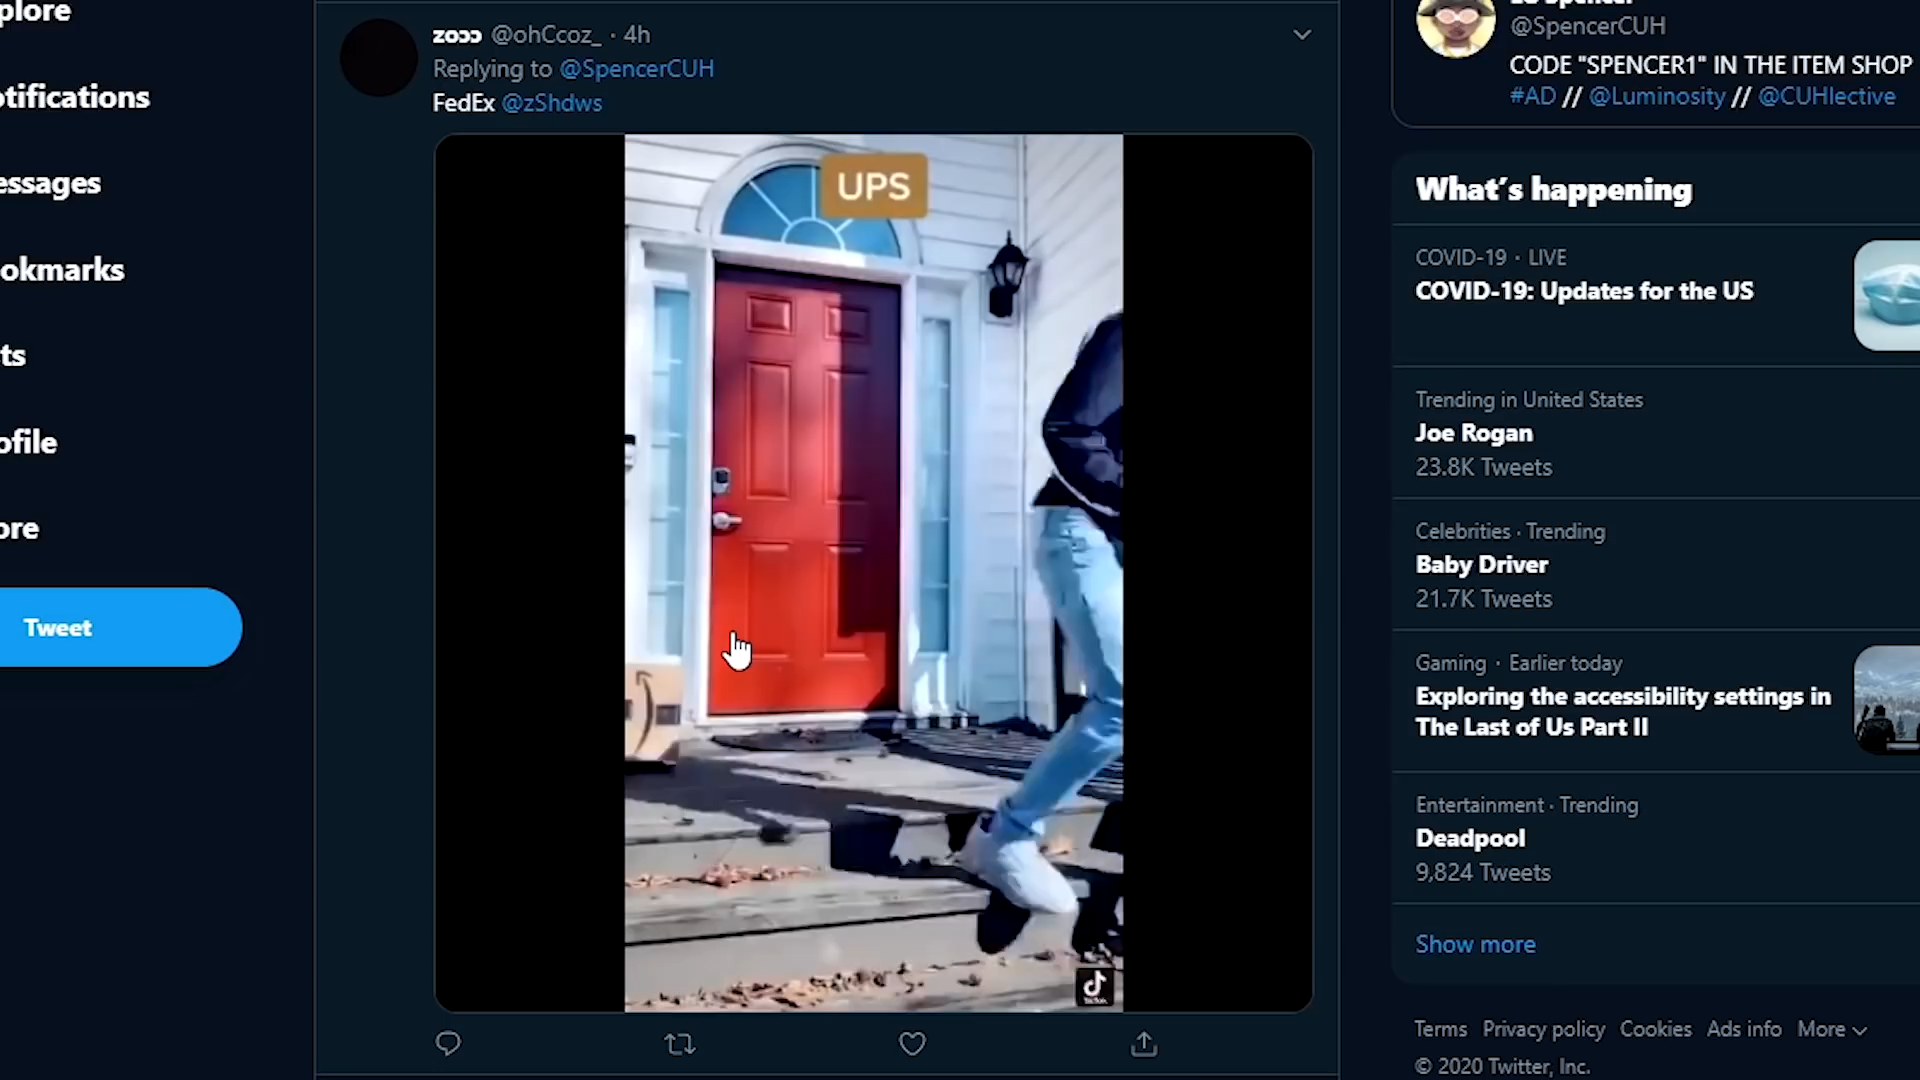 plore
otifications
essages
okmarks
ts
ofile
ore
Tweet
zoɔɔ @ohCcoz_ · 4h
Replying to @SpencerCUH
FedEx @zShdws
UPS
@SpencerCUH
CODE "SPENCER1" IN THE ITEM SHOP
#AD // @Luminosity // @CUHlective
What's happening
COVID-19 · LIVE
COVID-19: Updates for the US
Trending in United States
Joe Rogan
23.8K Tweets
Celebrities · Trending
Baby Driver
21.7K Tweets
Gaming · Earlier today
Exploring the accessibility settings in
The Last of Us Part II
Entertainment · Trending
Deadpool
9,824 Tweets
Show more
Terms Privacy policy Cookies Ads info More
© 2020 Twitter, Inc.